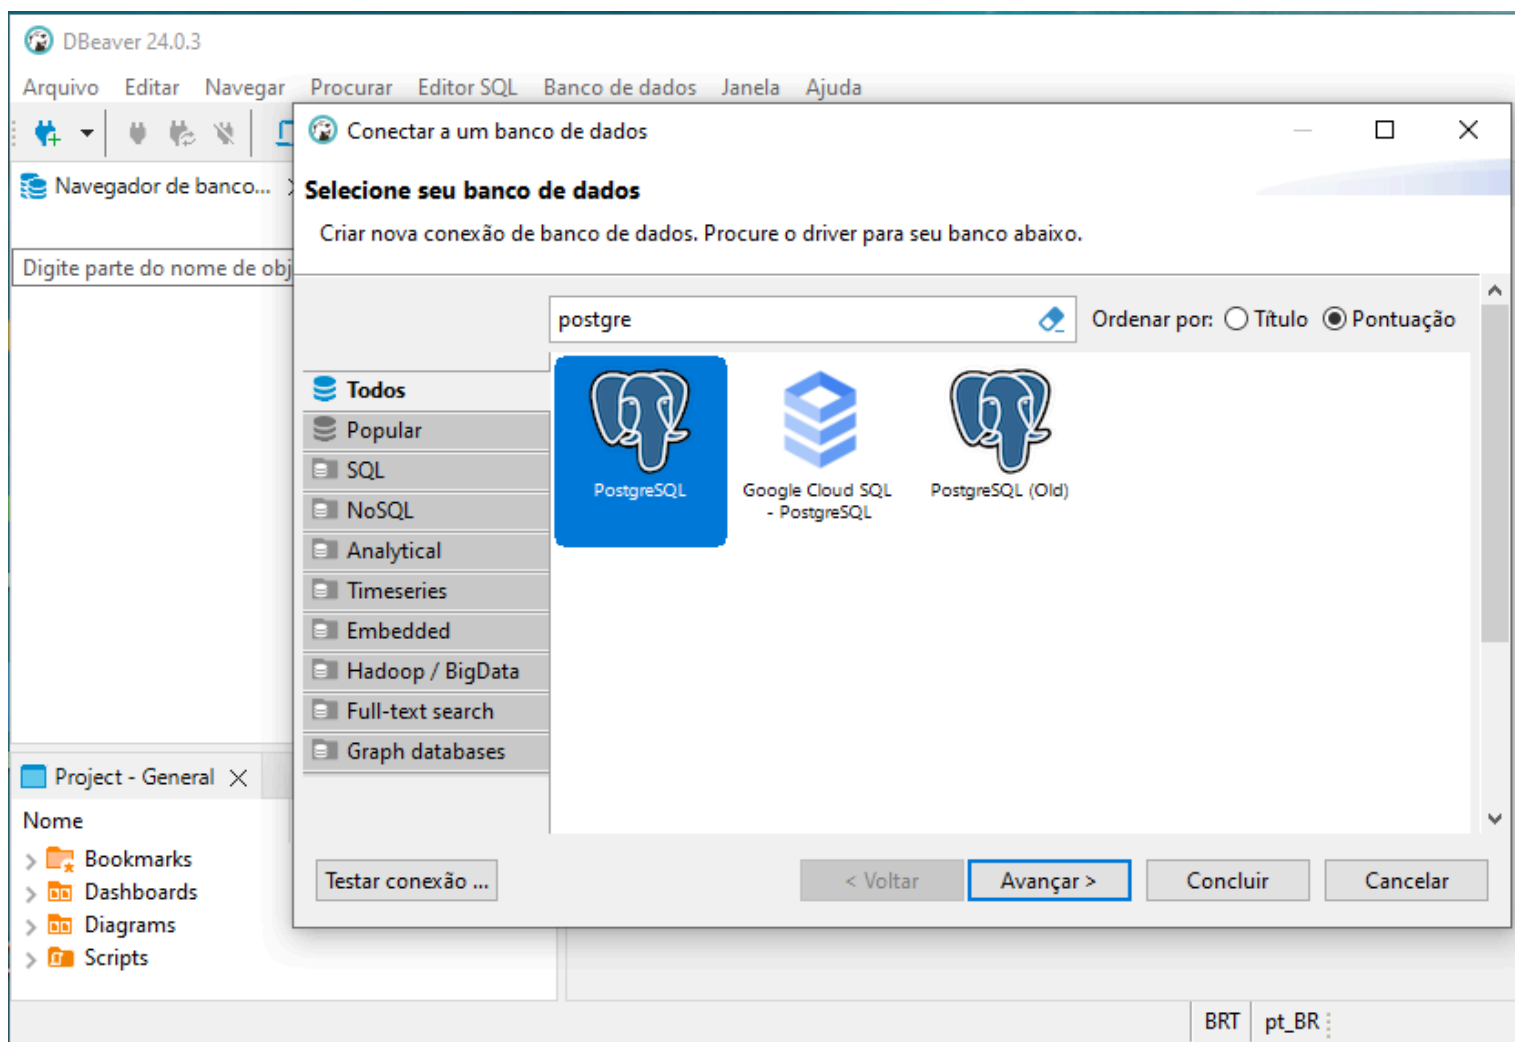 DBeaver 24.0.3
Arquivo Editar Navegar Procurar Editor SQL Banco de dados Janela Ajuda
Conectar a um banco de dados
Navegador de banco...
Selecione seu banco de dados
Criar nova conexão de banco de dados. Procure o driver para seu banco abaixo.
Digite parte do nome de obj
postgre
Ordenar por: Título Pontuação
Todos
Popular
SQL
NoSQL
Analytical
Timeseries
Embedded
Hadoop / BigData
Full-text search
Graph databases
PostgreSQL
Google Cloud SQL
- PostgreSQL
PostgreSQL (Old)
Project - General
Nome
Bookmarks
Dashboards
Diagrams
Scripts
Testar conexão ...
< Voltar
Avançar >
Concluir
Cancelar
BRT pt_BR